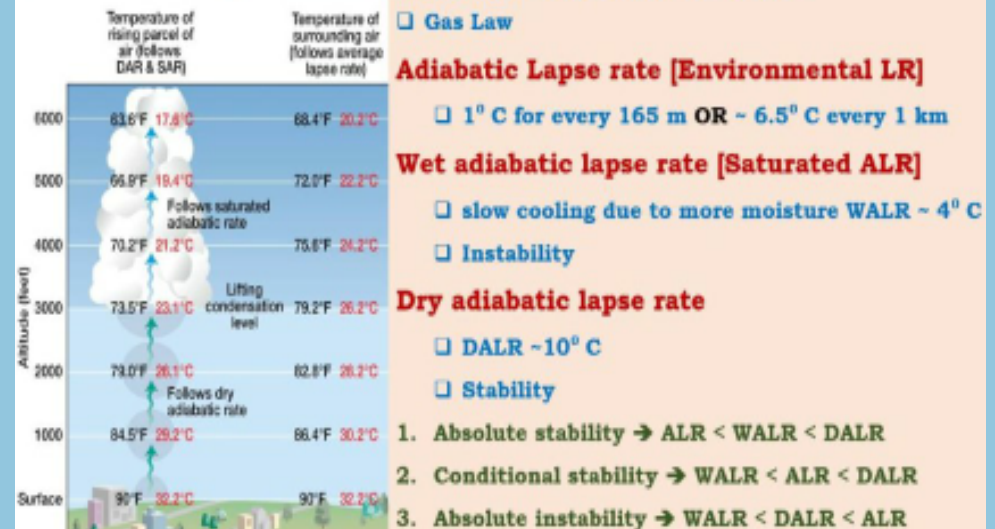 Temperature of
rising parcel of
air (follows
DAR & SAR)
Temperature of
surrounding air
(follows average
lapse rate)
6000 63.6°F 17.6°C 68.4°F 20.2°C
5000 66.9°F 19.4°C 72.0°F 22.2°C
Follows saturated
adiabatic rate
4000 70.2°F 21.2°C 75.6°F 24.2°C
Lifting
condensation
level
3000 73.5°F 23.1°C 79.2°F 26.2°C
2000 79.0°F 26.1°C 82.8°F 28.2°C
Follows dry
adiabatic rate
1000 84.5°F 29.2°C 86.4°F 30.2°C
Surface 90°F 32.2°C 90°F 32.2°C
Altitude (feet)
❑ Gas Law
Adiabatic Lapse rate [Environmental LR]
❑ 1° C for every 165 m OR ~ 6.5° C every 1 km
Wet adiabatic lapse rate [Saturated ALR]
❑ slow cooling due to more moisture WALR ~ 4° C
❑ Instability
Dry adiabatic lapse rate
❑ DALR ~10° C
❑ Stability
1. Absolute stability → ALR < WALR < DALR
2. Conditional stability → WALR < ALR < DALR
3. Absolute instability → WALR < DALR < ALR